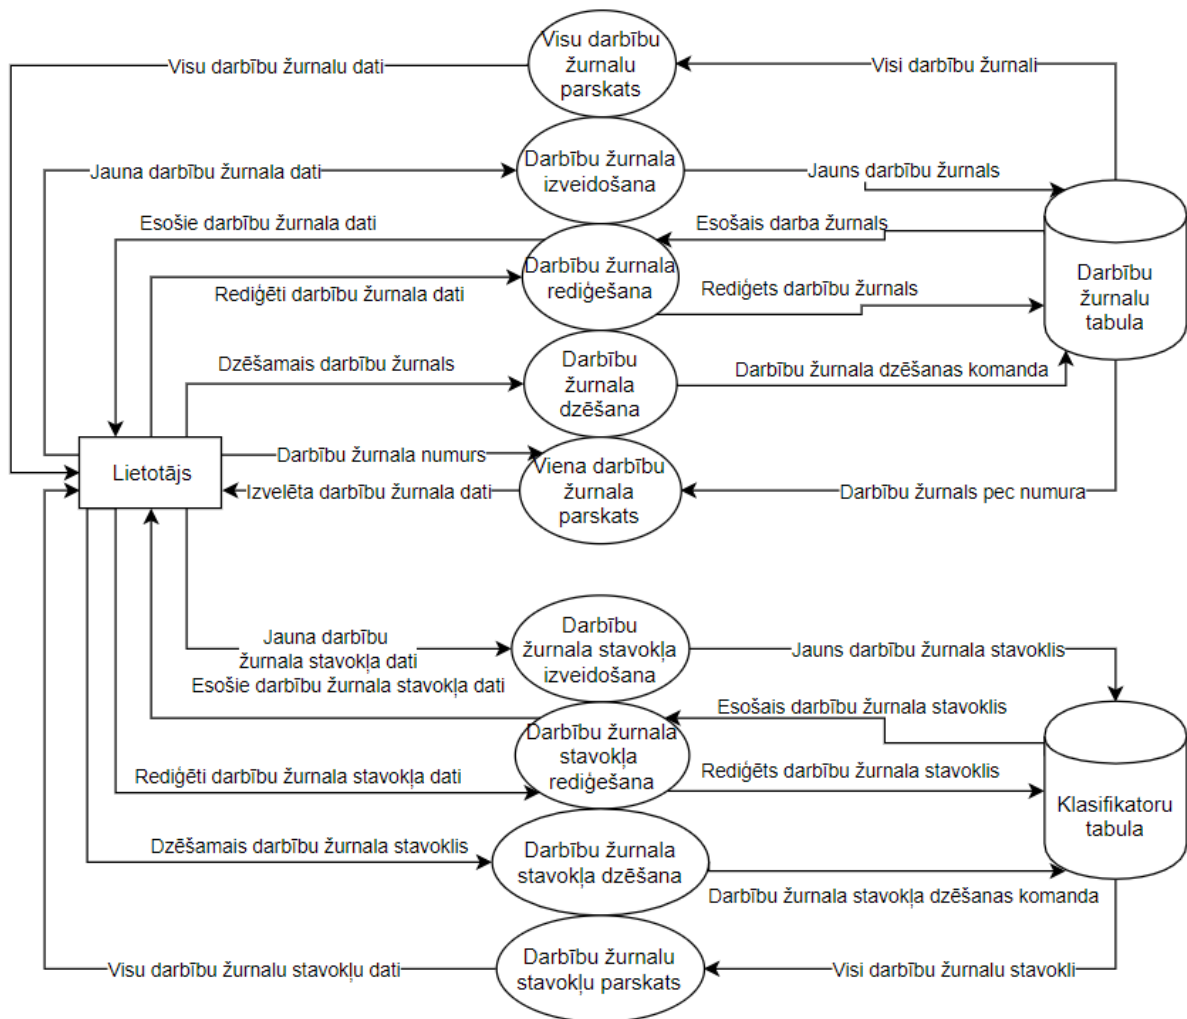 Visu darbību
žurnalu
parskats
Visu darbību žurnalu dati
Visi darbību žurnali
Darbību žurnala
izveidošana
Jauna darbību žurnala dati
Jauns darbību žurnals
Esošie darbību žurnala dati
Esošais darba žurnals
Darbību žurnala
rediģešana
Rediģēti darbību žurnala dati
Rediģets darbību žurnals
Darbību
žurnalu
tabula
Dzēšamais darbību žurnals
Darbību
žurnala
dzēšana
Darbību žurnala dzēšanas komanda
Lietotājs
Darbību žurnala numurs
Viena darbību
žurnala
parskats
Izvelēta darbību žurnala dati
Darbību žurnals pec numura
Jauna darbību
žurnala stavokļa dati
Darbību
žurnala stavokļa
izveidošana
Jauns darbību žurnala stavoklis
Esošie darbību žurnala stavokļa dati
Esošais darbību žurnala stavoklis
Darbību žurnala
stavokļa
rediģešana
Rediģēti darbību žurnala stavokļa dati
Rediģēts darbību žurnala stavoklis
Klasifikatoru
tabula
Dzēšamais darbību žurnala stavoklis
Darbību žurnala
stavokļa dzēšana
Darbību žurnala stavokļa dzēšanas komanda
Visu darbību žurnalu stavokļu dati
Darbību žurnalu
stavokļu parskats
Visi darbību žurnalu stavokli